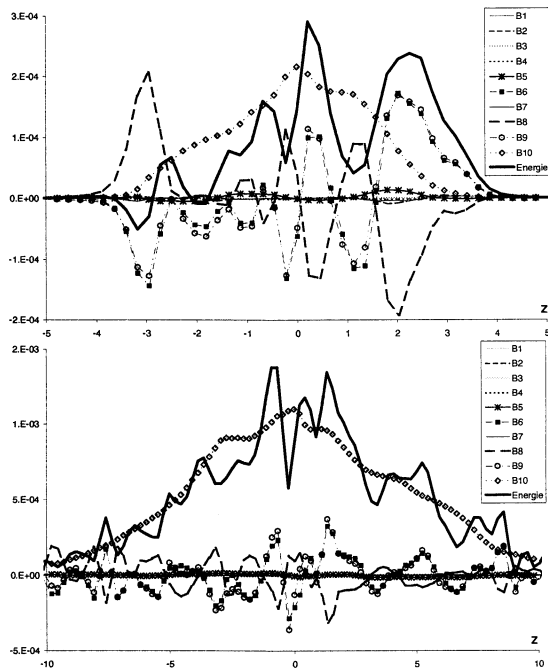 3.E-04
2.E-04
1.E-04
0.E+00
-1.E-04
-2.E-04
-5 -4 -3 -2 -1 0 1 2 3 4 5
Z
B1
B2
B3
B4
B5
B6
B7
B8
B9
B10
Energie
2.E-03
1.E-03
5.E-04
0.E+00
-5.E-04
-10 -5 0 5 10
Z
B1
B2
B3
B4
B5
B6
B7
B8
B9
B10
Energie